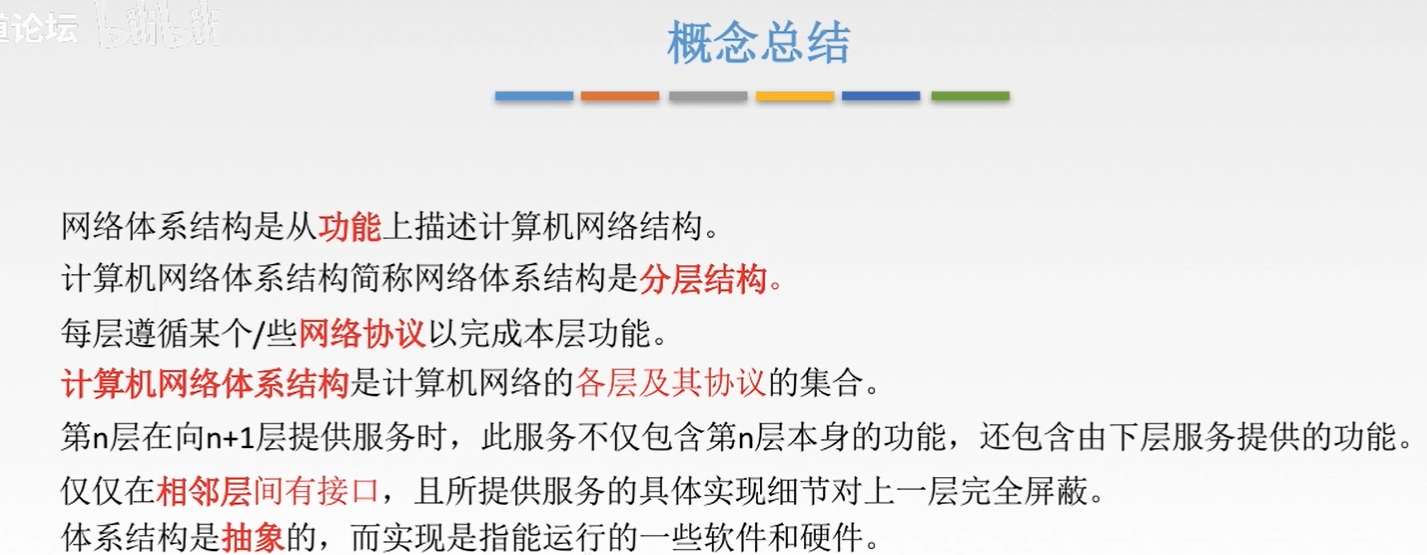 道论坛 bilibili
概念总结
网络体系结构是从功能上描述计算机网络结构。
计算机网络体系结构简称网络体系结构是分层结构。
每层遵循某个/些网络协议以完成本层功能。
计算机网络体系结构是计算机网络的各层及其协议的集合。
第n层在向n+1层提供服务时，此服务不仅包含第n层本身的功能，还包含由下层服务提供的功能。
仅仅在相邻层间有接口，且所提供服务的具体实现细节对上一层完全屏蔽。
体系结构是抽象的，而实现是指能运行的一些软件和硬件。